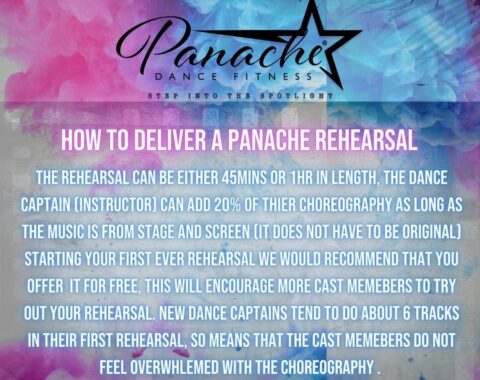 Panache®
DANCE FITNESS
STEP INTO THE SPOTLIGHT
HOW TO DELIVER A PANACHE REHEARSAL
THE REHEARSAL CAN BE EITHER 45MINS OR 1HR IN LENGTH, THE DANCE
CAPTAIN (INSTRUCTOR) CAN ADD 20% OF THIER CHOREOGRAPHY AS LONG AS
THE MUSIC IS FROM STAGE AND SCREEN (IT DOES NOT HAVE TO BE ORIGINAL)
STARTING YOUR FIRST EVER REHEARSAL WE WOULD RECOMMEND THAT YOU
OFFER IT FOR FREE, THIS WILL ENCOURAGE MORE CAST MEMEBERS TO TRY
OUT YOUR REHEARSAL. NEW DANCE CAPTAINS TEND TO DO ABOUT 6 TRACKS
IN THEIR FIRST REHEARSAL, SO MEANS THAT THE CAST MEMEBERS DO NOT
FEEL OVERWHLEMED WITH THE CHOREOGRAPHY .